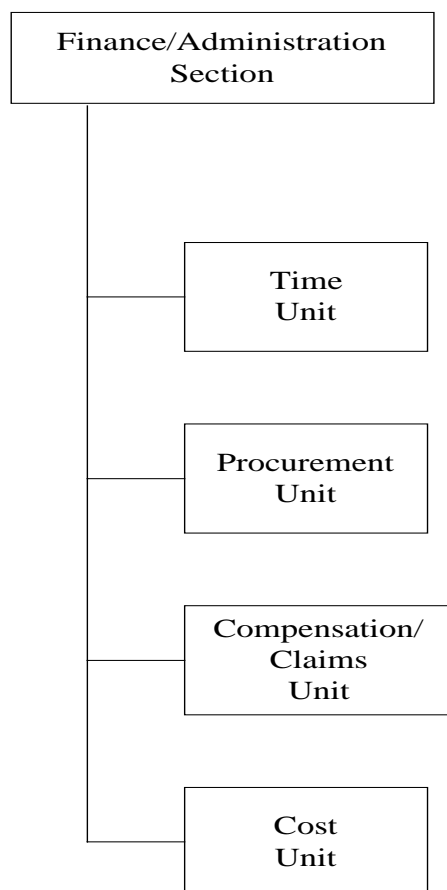 Finance/Administration
Section
Time
Unit
Procurement
Unit
Compensation/
Claims
Unit
Cost
Unit